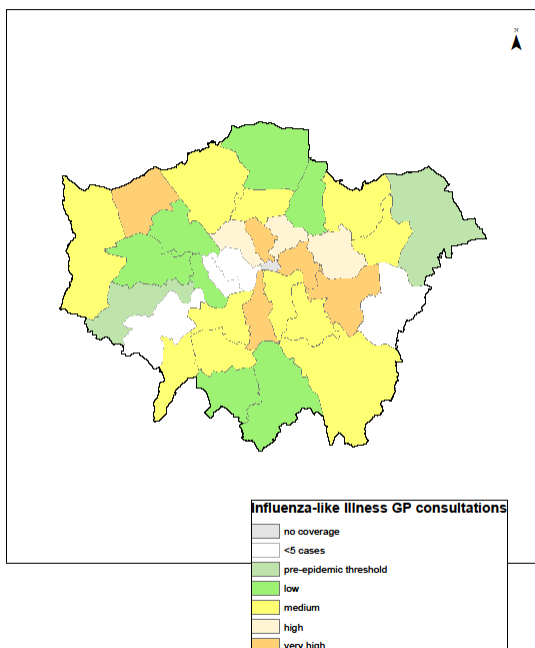 N
Influenza-like Illness GP consultations
no coverage
<5 cases
pre-epidemic threshold
low
medium
high
very high